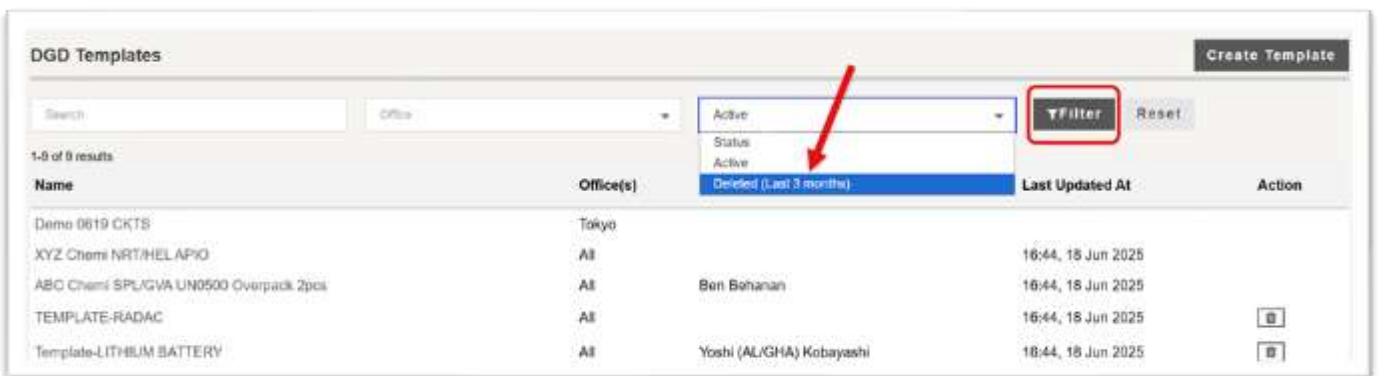 DGD Templates Create Template
Search Office Active Filter Reset
Status
1-9 of 9 results
Active
Name Office(s) Deleted (Last 3 months) Last Updated At Action
Demo 0619 CKTS Tokyo
XYZ Chemi NRT/HEL APIO All 16:44, 18 Jun 2025
ABC Chemi SPL/GVA UN0500 Overpack 2pcs All Ben Behanan 16:44, 18 Jun 2025
TEMPLATE-RADAC All 16:44, 18 Jun 2025
Template-LITHIUM BATTERY All Yoshi (AL/GHA) Kobayashi 16:44, 18 Jun 2025